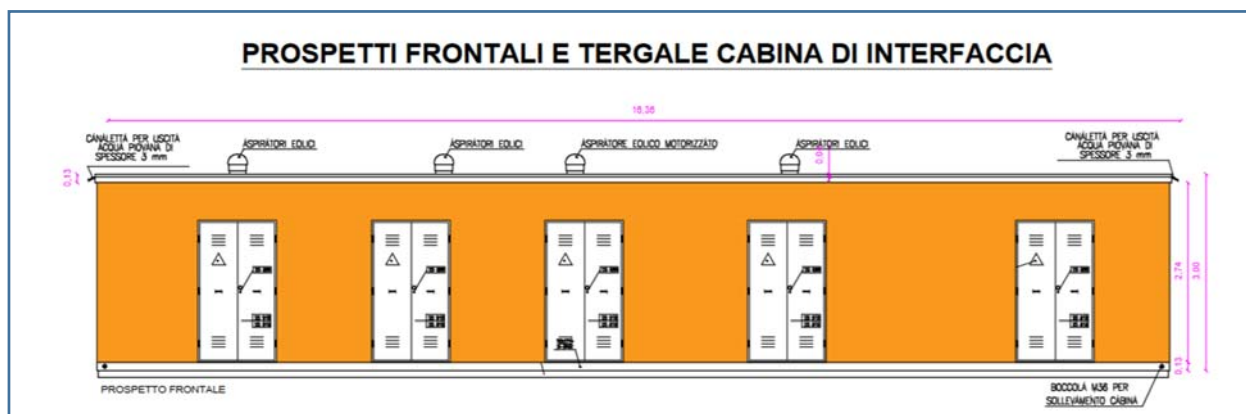 PROSPETTI FRONTALI E TERGALE CABINA DI INTERFACCIA
16,36
CANALETTA PER USCITA
ACQUA PIOVANA DI
SPESSORE 3 mm
ASPIRATORI EOLICI
ASPIRATORI EOLICI
ASPIRATORE EOLICO MOTORIZZATO
ASPIRATORI EOLICI
CANALETTA PER USCITA
ACQUA PIOVANA DI
SPESSORE 3 mm
0,13
2,74
3,00
0,13
PROSPETTO FRONTALE
BOCCOLA M36 PER
SOLLEVAMENTO CABINA